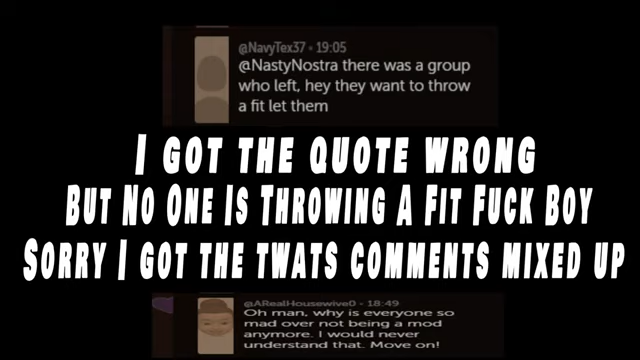 @NavyTex37 • 19:05
@NastyNostra there was a group
who left, hey they want to throw
a fit let them
I GOT THE QUOTE WRONG
BUT NO ONE IS THROWING A FIT FUCK BOY
SORRY I GOT THE TWATS COMMENTS MIXED UP
@ARealHousewive0 - 18:49
Oh man, why is everyone so
mad over not being a mod
anymore. I would never
understand that. Move on!